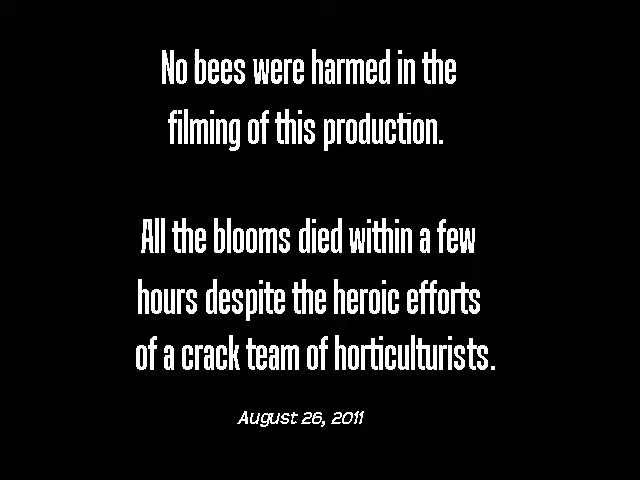 No bees were harmed in the
filming of this production.
All the blooms died within a few
hours despite the heroic efforts
of a crack team of horticulturists.
August 26, 2011